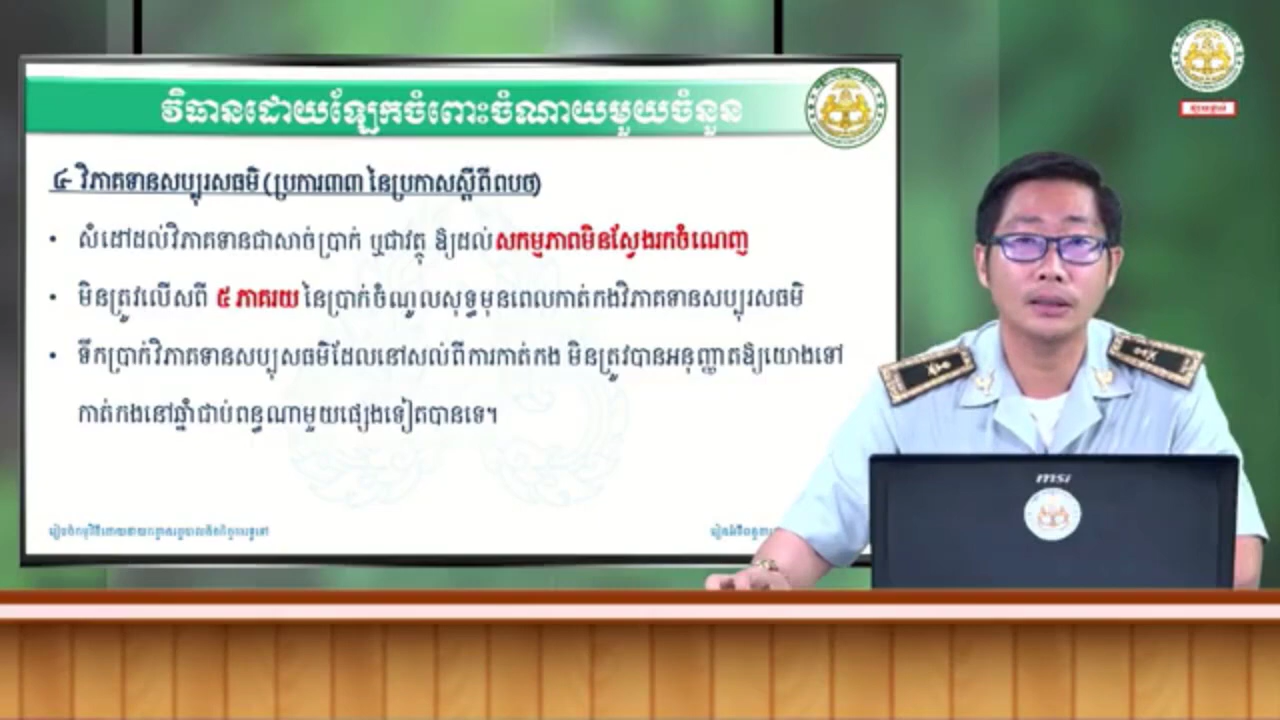 វិធានដោយឡែកចំពោះចំណាយមួយចំនួន
៤ វិភាគទានសប្បុរសធម៌ (ប្រការ៣៣ នៃប្រកាសស្តីពីពបច)
• សំដៅដល់វិភាគទានជាសាច់ប្រាក់ ឬជាវត្ថុ ឱ្យដល់សកម្មភាពមិនស្វែងរកចំណេញ
• មិនត្រូវលើសពី ៥ ភាគរយ នៃប្រាក់ចំណូលសុទ្ធមុនពេលកាត់កងវិភាគទានសប្បុរសធម៌
• ទឹកប្រាក់វិភាគទានសប្បុសធម៌ដែលនៅសល់ពីការកាត់កង មិនត្រូវបានអនុញ្ញាតឱ្យយោងទៅ
កាត់កងនៅឆ្នាំជាប់ពន្ធណាមួយផ្សេងទៀតបានទេ។
msi